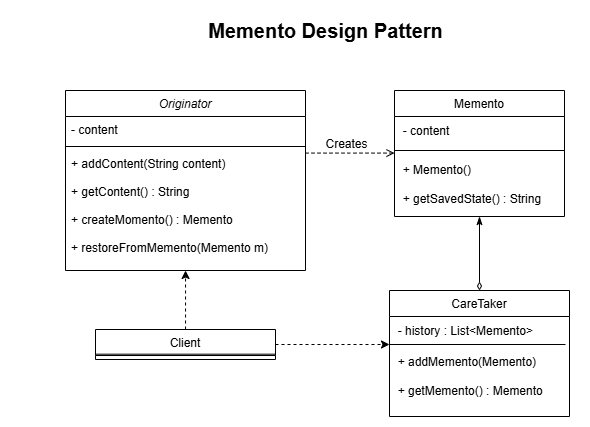 Memento Design Pattern
Originator
- content
+ addContent(String content)
+ getContent() : String
+ createMomento() : Memento
+ restoreFromMemento(Memento m)
Creates
Memento
- content
+ Memento()
+ getSavedState() : String
Client
CareTaker
- history : List<Memento>
+ addMemento(Memento)
+ getMemento() : Memento